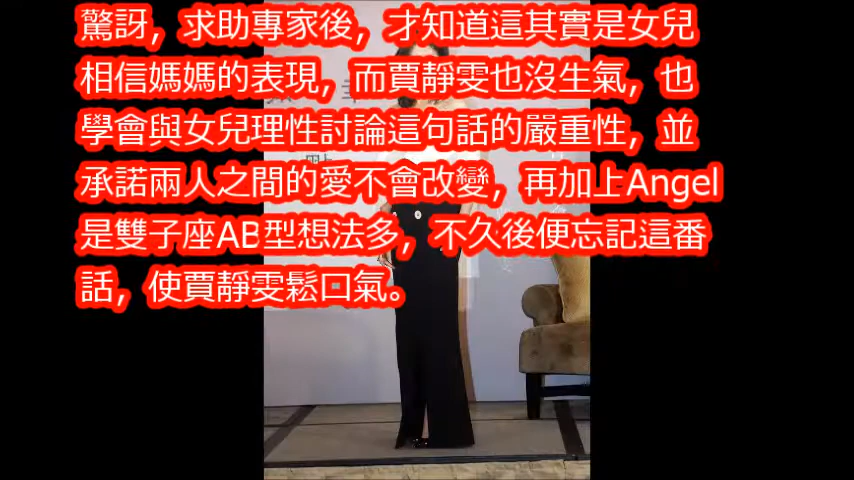 驚訝，求助專家後，才知道這其實是女兒
相信媽媽的表現，而賈靜雯也沒生氣，也
學會與女兒理性討論這句話的嚴重性，並
承諾兩人之間的愛不會改變，再加上Angel
是雙子座AB型想法多，不久後便忘記這番
話，使賈靜雯鬆口氣。